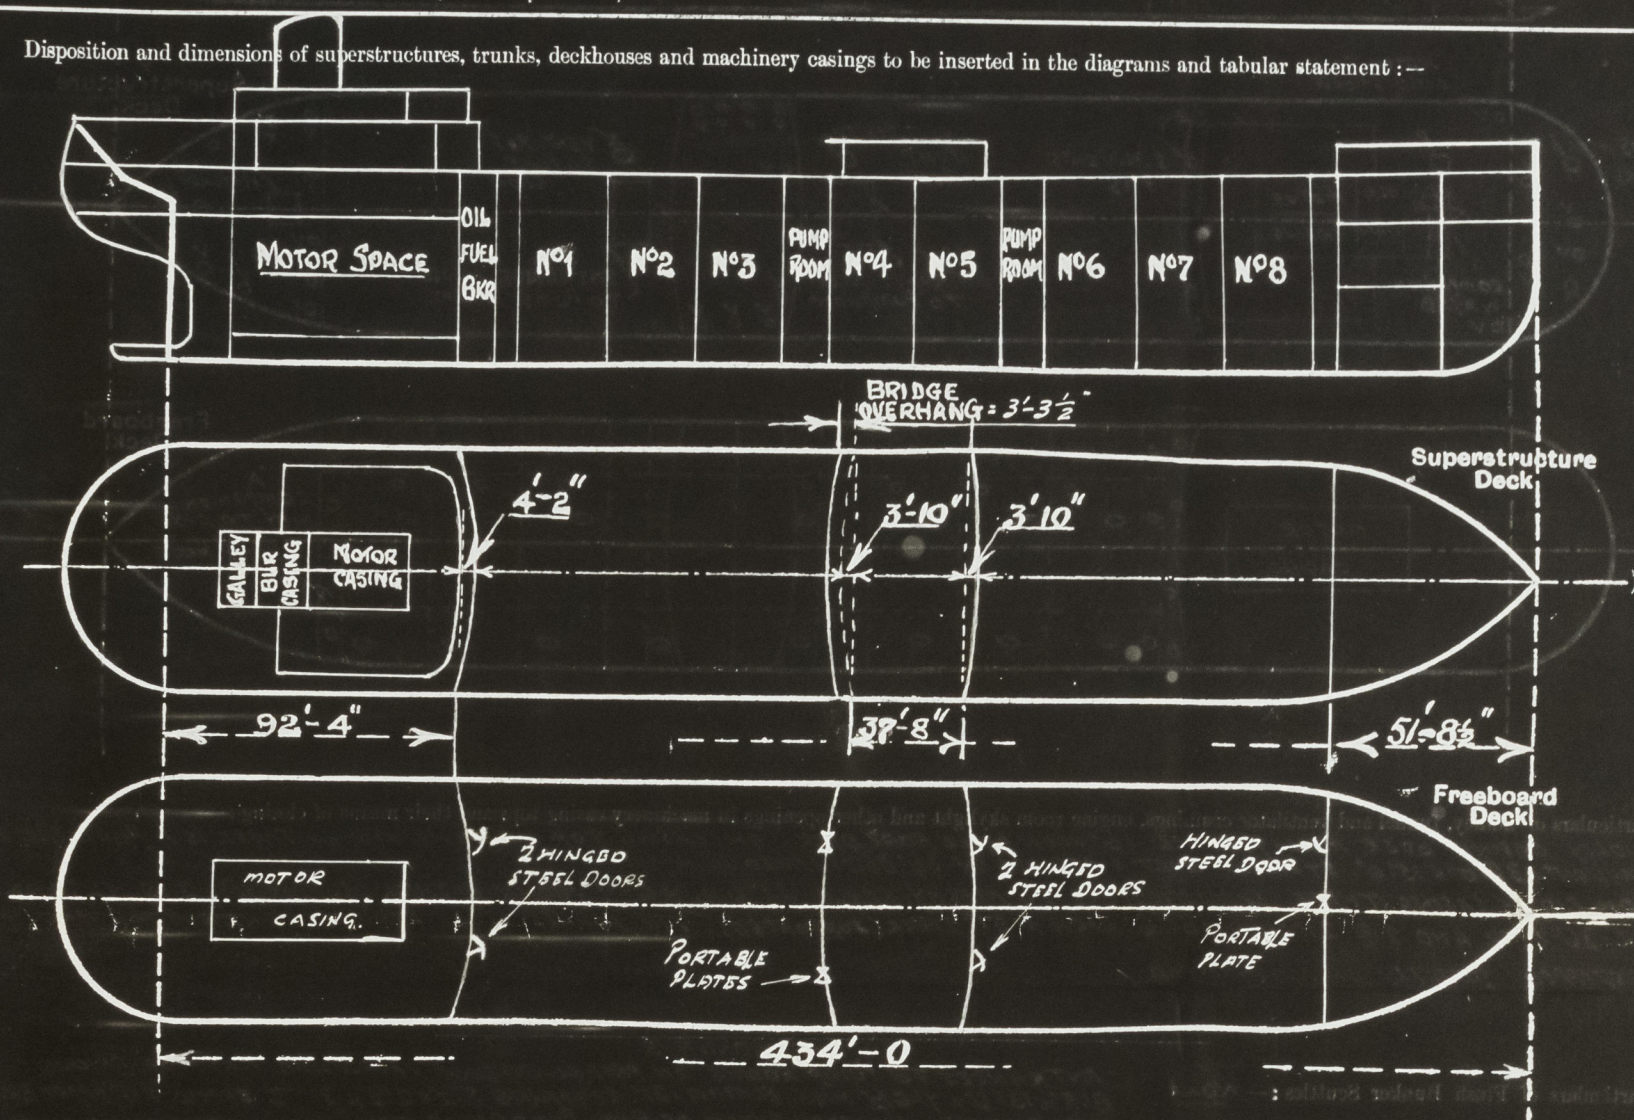 Disposition and dimensions of superstructures, trunks, deckhouses and machinery casings to be inserted in the diagrams and tabular statement :—
MOTOR SPACE
OIL
FUEL
BKR
Nº1
Nº2
Nº3
PUMP
ROOM
Nº4
Nº5
PUMP
ROOM
Nº6
Nº7
Nº8
BRIDGE
OVERHANG = 3'-3½"
Superstructure
Deck
4'-2"
3'-10"
3'10"
GALLEY
BLR
CASING
MOTOR
CASING
92'-4"
51'-8½"
Freeboard
Deck
2 HINGED
STEEL DOORS
2 HINGED
STEEL DOORS
HINGED
STEEL DOOR
MOTOR
CASING.
PORTABLE
PLATES
PORTABLE
PLATE
434'-0